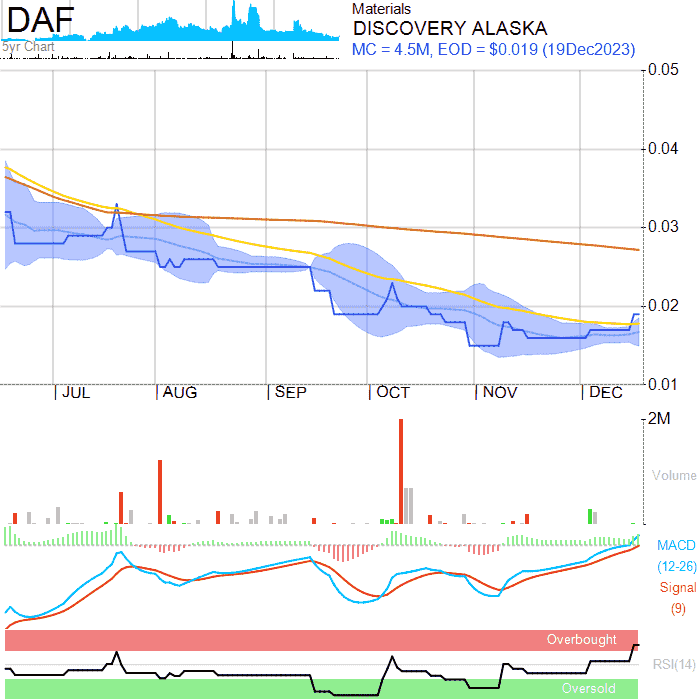 DAF
5yr Chart
Materials
DISCOVERY ALASKA
MC = 4.5M, EOD = $0.019 (19Dec2023)
0.05
0.04
0.03
0.02
0.01
JUL AUG SEP OCT NOV DEC
2M
Volume
MACD
(12-26)
Signal
(9)
Overbought
RSI(14)
Oversold